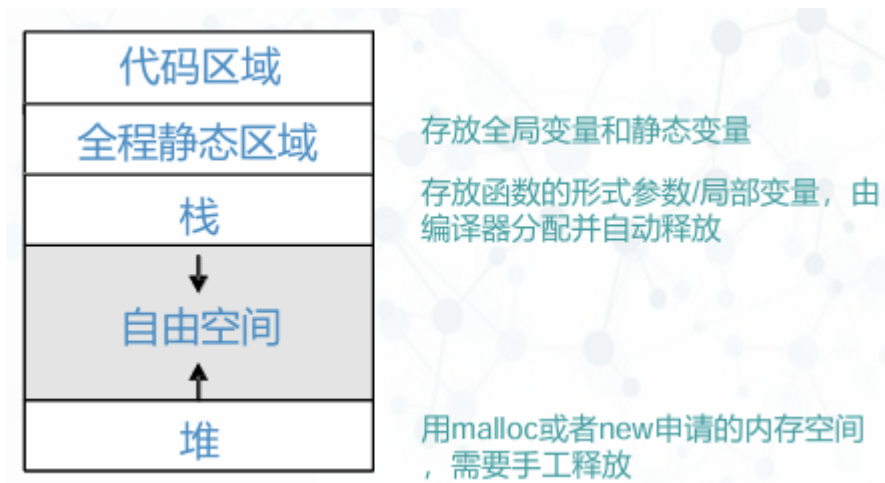 代码区域
全程静态区域
存放全局变量和静态变量
栈
存放函数的形式参数/局部变量，由
编译器分配并自动释放
自由空间
堆
用malloc或者new申请的内存空间
，需要手工释放